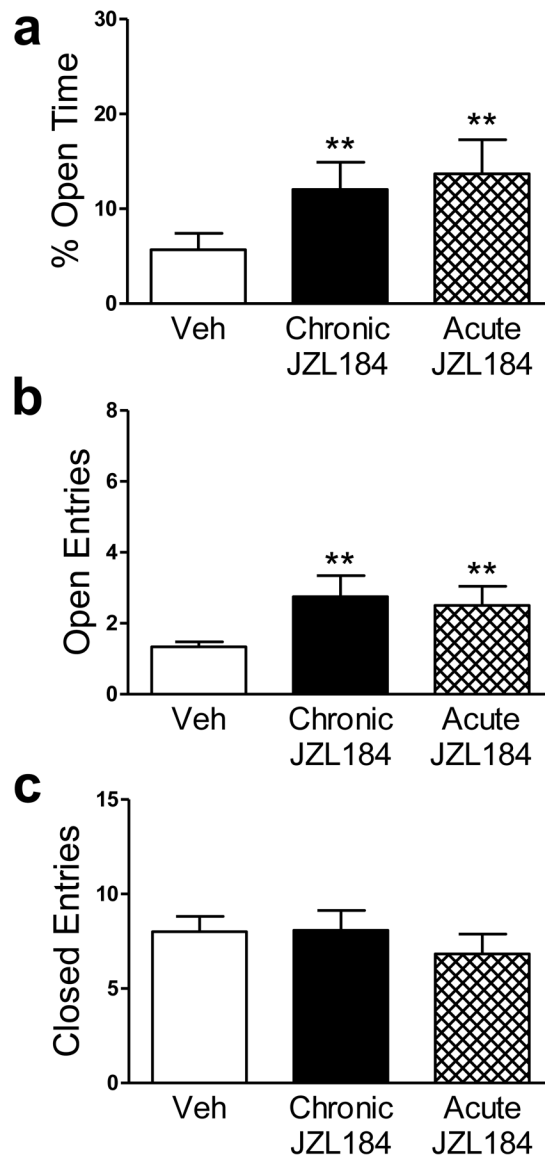 a
% Open Time
30
20
10
0
**
**
Veh
Chronic
JZL184
Acute
JZL184
b
Open Entries
8
6
4
2
0
**
**
Veh
Chronic
JZL184
Acute
JZL184
c
Closed Entries
15
10
5
0
Veh
Chronic
JZL184
Acute
JZL184